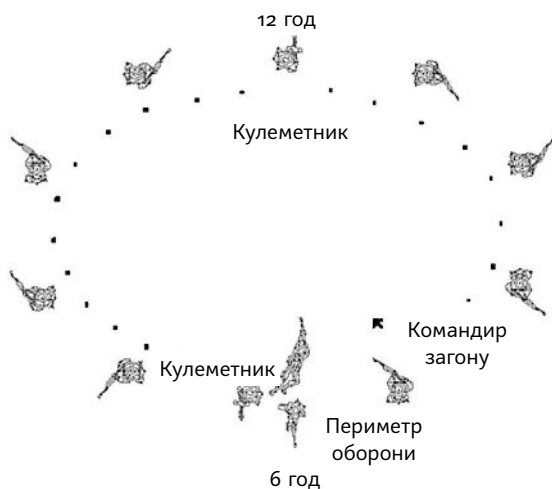 12 год
Кулеметник
Командир
загону
Кулеметник
Периметр
оборони
6 год